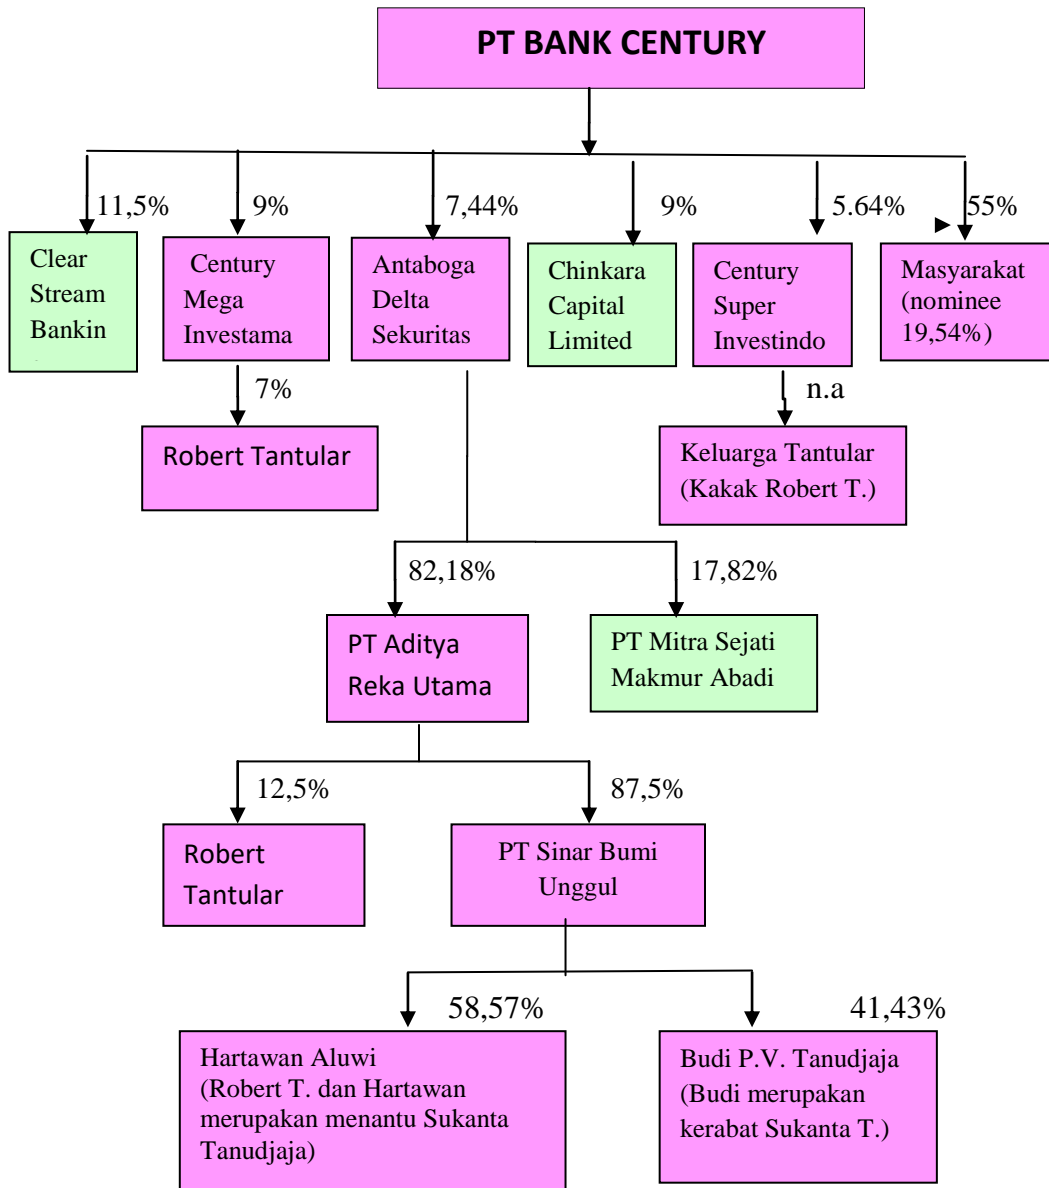 PT BANK CENTURY
11,5%
9%
7,44%
9%
5.64%
55%
Clear
Stream
Bankin
Century
Mega
Investama
Antaboga
Delta
Sekuritas
Chinkara
Capital
Limited
Century
Super
Investindo
Masyarakat
(nominee
19,54%)
7%
n.a
Robert Tantular
Keluarga Tantular
(Kakak Robert T.)
82,18%
17,82%
PT Aditya
Reka Utama
PT Mitra Sejati
Makmur Abadi
12,5%
87,5%
Robert
Tantular
PT Sinar Bumi
Unggul
58,57%
41,43%
Hartawan Aluwi
(Robert T. dan Hartawan
merupakan menantu Sukanta
Tanudjaja)
Budi P.V. Tanudjaja
(Budi merupakan
kerabat Sukanta T.)